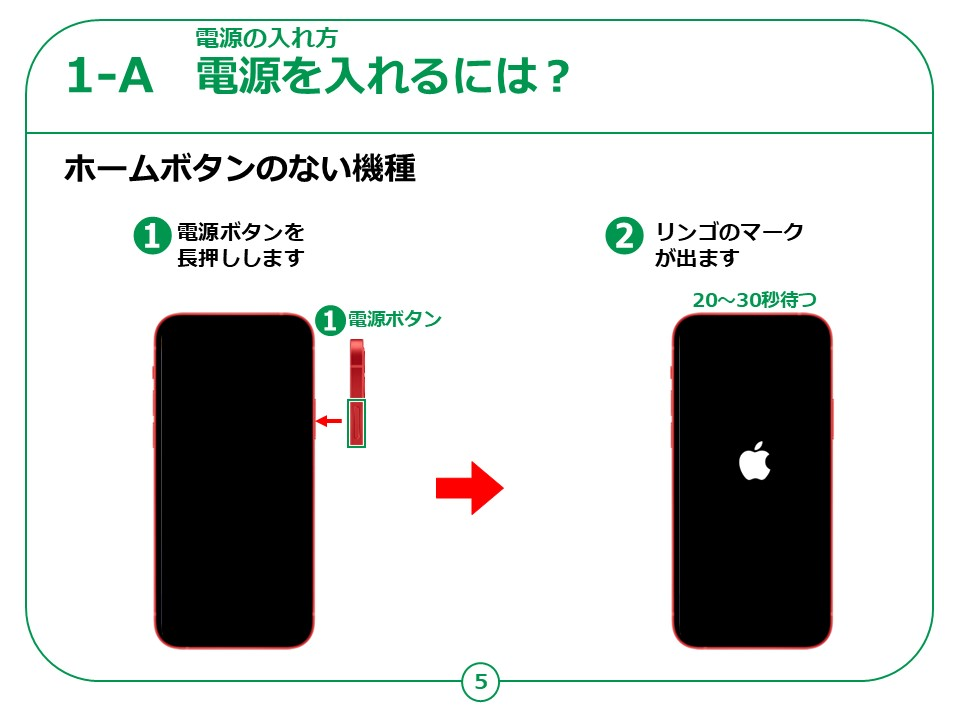 電源の入れ方
1-A 電源を入れるには？
ホームボタンのない機種
1 電源ボタンを
長押しします
2 リンゴのマーク
が出ます
1 電源ボタン
20～30秒待つ
5